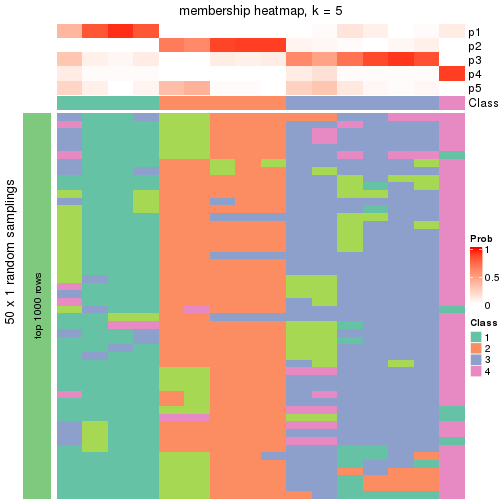 membership heatmap, k = 5
p1
p2
p3
p4
p5
Class
50 x 1 random samplings
top 1000 rows
Prob
1
0.5
0
Class
1
2
3
4